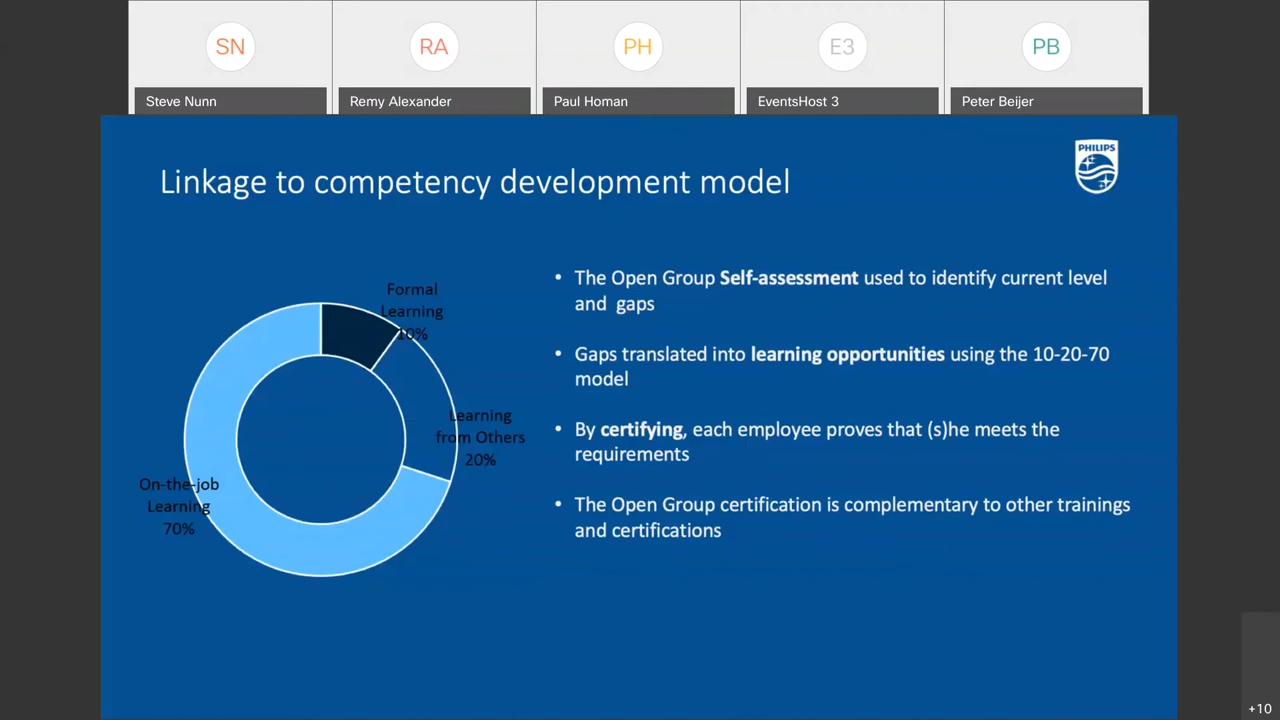 SN
RA
PH
E3
PB
Steve Nunn
Remy Alexander
Paul Homan
EventsHost 3
Peter Beijer
PHILIPS
Linkage to competency development model
Formal
Learning
10%
Learning
from Others
20%
On-the-job
Learning
70%
• The Open Group Self-assessment used to identify current level
and gaps
• Gaps translated into learning opportunities using the 10-20-70
model
• By certifying, each employee proves that (s)he meets the
requirements
• The Open Group certification is complementary to other trainings
and certifications
+10